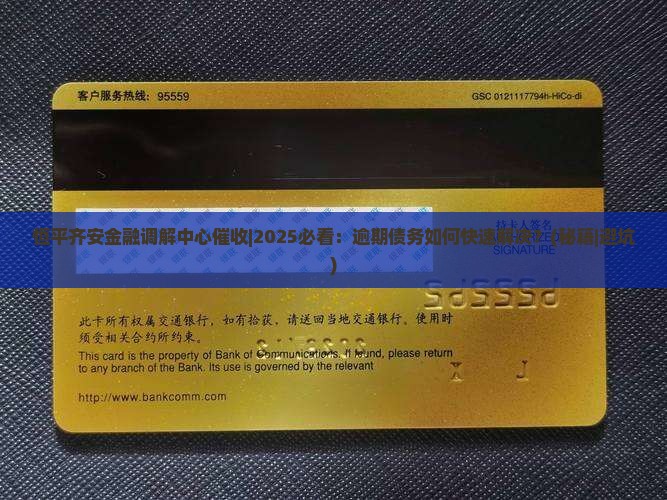 客户服务热线：95559
GSC 0121117794h-HiCo-di
持卡人签名
SIGNATURE
平齐安金融调解中心催收|2025必看：逾期债务如何快速
坑
)
此卡所有权属交通银行，如有拾获，请送回当地交通银行。使用时
须受相关合约所约束。
This card is the property of Bank of Communications. If found, please return
to any branch of the Bank. Its use is governed by the relevant
http://www.bankcomm.com